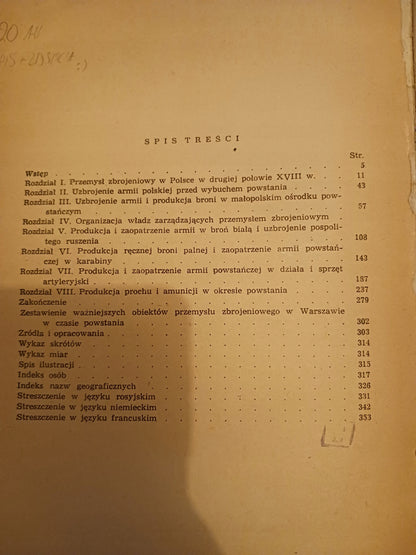 SPIS TREŚCI
Str.
Wstęp . . . 5
Rozdział I. Przemysł zbrojeniowy w Polsce w drugiej połowie XVIII w. . . 11
Rozdział II. Uzbrojenie armii polskiej przed wybuchem powstania . . 43
Rozdział III. Uzbrojenie armii i produkcja broni w małopolskim ośrodku pow-
stańczym . . . 57
Rozdział IV. Organizacja władz zarządzających przemysłem zbrojeniowym .
Rozdział V. Produkcja i zaopatrzenie armii w broń białą i uzbrojenie pospoli-
tego ruszenia . . . 108
Rozdział VI. Produkcja ręcznej broni palnej i zaopatrzenie armii powstań-
czej w karabiny . . . 143
Rozdział VII. Produkcja i zaopatrzenie armii powstańczej w działa i sprzęt
artyleryjski . . . 187
Rozdział VIII. Produkcja prochu i amunicji w okresie powstania . . 237
Zakończenie . . . 279
Zestawienie ważniejszych obiektów przemysłu zbrojeniowego w Warszawie
w czasie powstania . . . 302
Źródła i opracowania . . . 303
Wykaz skrótów . . . 314
Wykaz miar . . . 314
Spis ilustracji . . . 315
Indeks osób . . . 317
Indeks nazw geograficznych . . . 326
Streszczenie w języku rosyjskim . . . 331
Streszczenie w języku niemieckim . . . 342
Streszczenie w języku francuskim . . . 353